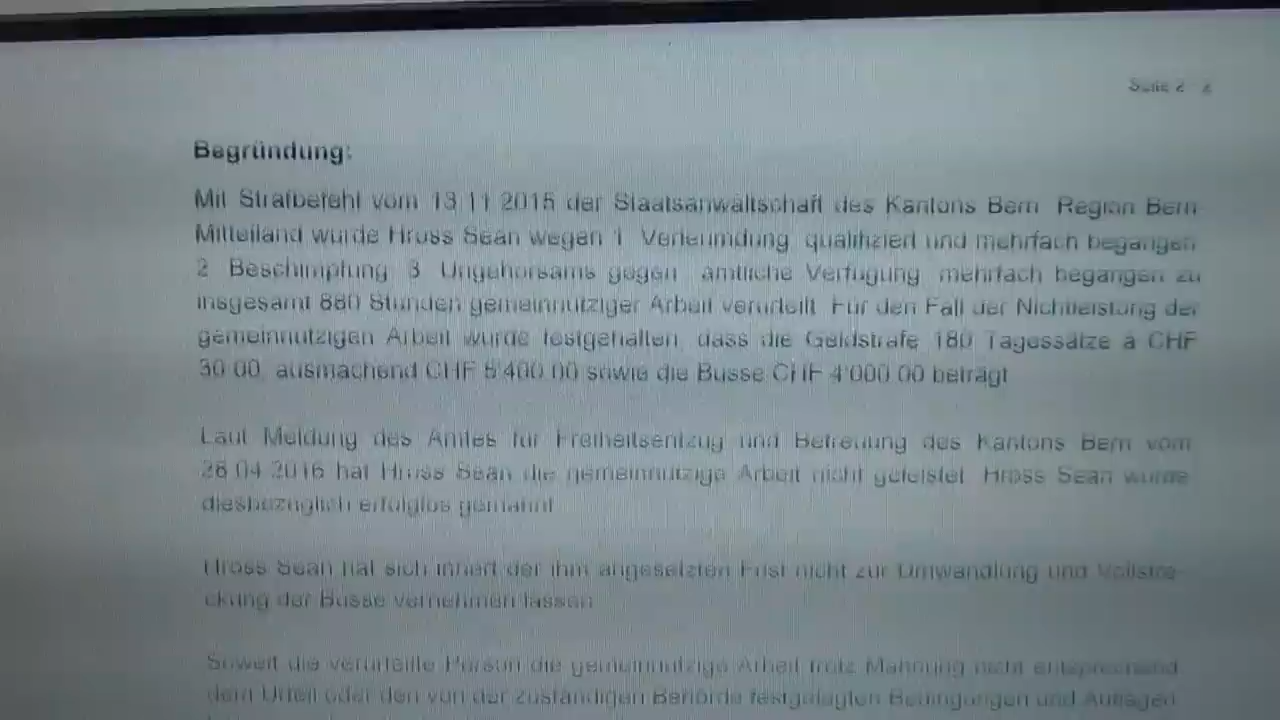 Seite 2
Begründung:
Mit Strafbefehl vom 13.11.2015 der Staatsanwaltschaft des Kantons Bern Region Bern-
Mittelland wurde Hross Sean wegen 1. Verleumdung, qualifiziert und mehrfach begangen
2. Beschimpfung 3. Ungehorsams gegen amtliche Verfügung, mehrfach begangen zu
insgesamt 880 Stunden gemeinnütziger Arbeit verurteilt. Für den Fall der Nichtleistung der
gemeinnützigen Arbeit wurde festgehalten, dass die Geldstrafe 180 Tagessätze à CHF
30.00, ausmachend CHF 5'400.00 sowie die Busse CHF 4'000.00 beträgt.
Laut Meldung des Amtes für Freiheitsentzug und Betreuung des Kantons Bern vom
26.04.2016 hat Hross Sean die gemeinnützige Arbeit nicht geleistet. Hross Sean wurde
diesbezüglich erfolglos gemahnt.
Hross Sean hat sich innert der ihm angesetzten Frist nicht zur Umwandlung und Vollstre-
ckung der Busse vernehmen lassen.
Soweit die verurteilte Person die gemeinnützige Arbeit trotz Mahnung nicht entsprechend
dem Urteil oder den von der zuständigen Behörde festgelegten Bedingungen und Auflagen